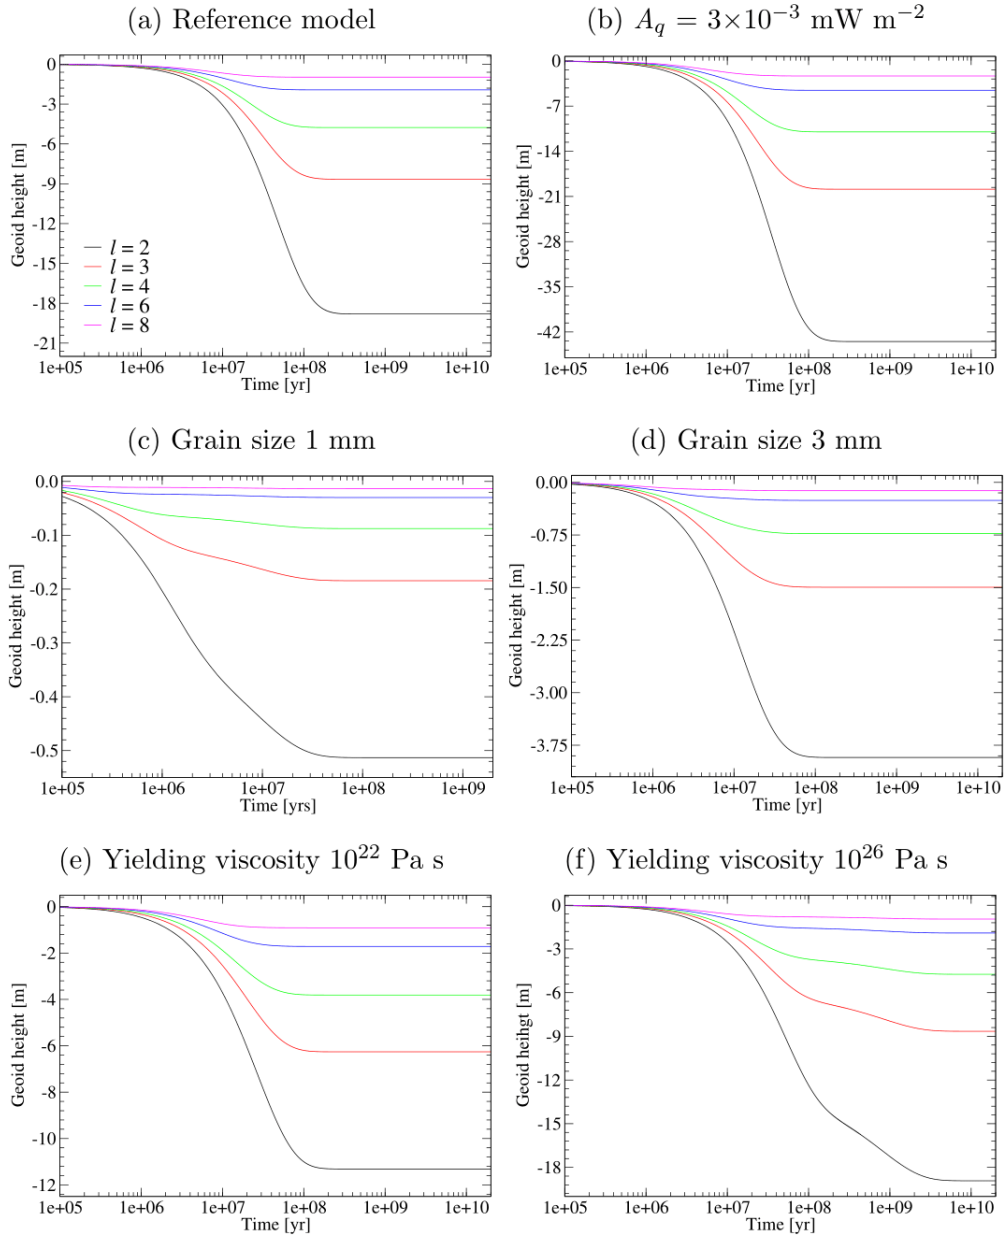 (a) Reference model
0
-3
-6
-9
-12
-15
-18
-21
Geoid height [m]
l = 2
l = 3
l = 4
l = 6
l = 8
1e+05 1e+06 1e+07 1e+08 1e+09 1e+10
Time [yr]
(b) A_q = 3×10⁻³ mW m⁻²
0
-7
-14
-21
-28
-35
-42
Geoid height [m]
1e+05 1e+06 1e+07 1e+08 1e+09 1e+10
Time [yr]
(c) Grain size 1 mm
0.0
-0.1
-0.2
-0.3
-0.4
-0.5
Geoid height [m]
1e+05 1e+06 1e+07 1e+08 1e+09
Time [yrs]
(d) Grain size 3 mm
0.00
-0.75
-1.50
-2.25
-3.00
-3.75
Geoid height [m]
1e+05 1e+06 1e+07 1e+08 1e+09 1e+10
Time [yr]
(e) Yielding viscosity 10²² Pa s
0
-2
-4
-6
-8
-10
-12
Geoid height [m]
1e+05 1e+06 1e+07 1e+08 1e+09 1e+10
Time [yr]
(f) Yielding viscosity 10²⁶ Pa s
0
-3
-6
-9
-12
-15
-18
Geoid heihgt [m]
1e+05 1e+06 1e+07 1e+08 1e+09 1e+10
Time [yr]